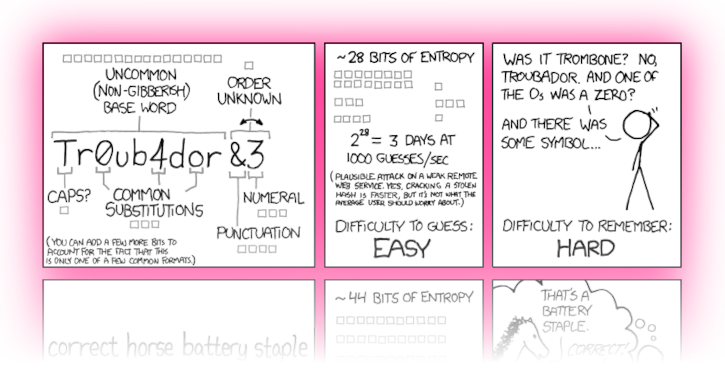 UNCOMMON
(NON-GIBBERISH)
BASE WORD
ORDER
UNKNOWN
Tr0ub4dor &3
CAPS?
COMMON
SUBSTITUTIONS
NUMERAL
PUNCTUATION
(YOU CAN ADD A FEW MORE BITS TO
ACCOUNT FOR THE FACT THAT THIS
IS ONLY ONE OF A FEW COMMON FORMATS.)
~28 BITS OF ENTROPY
2^28 = 3 DAYS AT
1000 GUESSES/SEC
(PLAUSIBLE ATTACK ON A WEAK REMOTE
WEB SERVICE. YES, CRACKING A STOLEN
HASH IS FASTER, BUT IT'S NOT WHAT THE
AVERAGE USER SHOULD WORRY ABOUT.)
DIFFICULTY TO GUESS:
EASY
WAS IT TROMBONE? NO,
TROUBADOR. AND ONE OF
THE Os WAS A ZERO?
AND THERE WAS
SOME SYMBOL...
DIFFICULTY TO REMEMBER:
HARD
correct horse battery staple
~44 BITS OF ENTROPY
THAT'S A
BATTERY
STAPLE.
CORRECT!